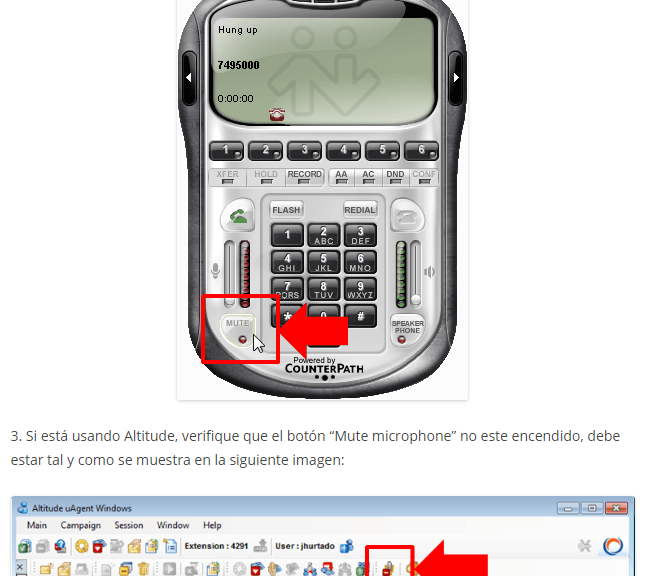 Hung up
7495000
0:00:00
1 2 3 4 5 6
XFER HOLD RECORD AA AC DND CONF
FLASH REDIAL
1 2 ABC 3 DEF
4 GHI 5 JKL 6 MNO
7 PQRS 8 TUV 9 WXYZ
* 0 #
MUTE
SPEAKER PHONE
Powered by
COUNTERPATH
3. Si está usando Altitude, verifique que el botón “Mute microphone” no este encendido, debe
estar tal y como se muestra en la siguiente imagen:
Altitude uAgent Windows
Main Campaign Session Window Help
Extension : 4291 User : jhurtado